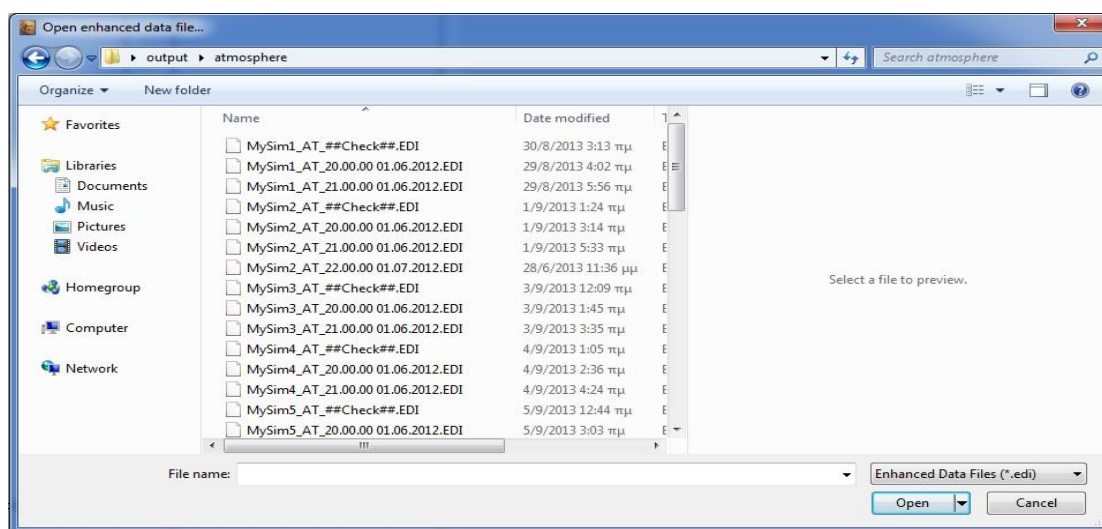 Open enhanced data file...
output ▸ atmosphere
Search atmosphere
Organize
New folder
Favorites
Libraries
Documents
Music
Pictures
Videos
Homegroup
Computer
Network
Name Date modified
MySim1_AT_##Check##.EDI 30/8/2013 3:13 πμ
MySim1_AT_20.00.00 01.06.2012.EDI 29/8/2013 4:02 πμ
MySim1_AT_21.00.00 01.06.2012.EDI 29/8/2013 5:56 πμ
MySim2_AT_##Check##.EDI 1/9/2013 1:24 πμ
MySim2_AT_20.00.00 01.06.2012.EDI 1/9/2013 3:14 πμ
MySim2_AT_21.00.00 01.06.2012.EDI 1/9/2013 5:33 πμ
MySim2_AT_22.00.00 01.07.2012.EDI 28/6/2013 11:36 μμ
MySim3_AT_##Check##.EDI 3/9/2013 12:09 πμ
MySim3_AT_20.00.00 01.06.2012.EDI 3/9/2013 1:45 πμ
MySim3_AT_21.00.00 01.06.2012.EDI 3/9/2013 3:35 πμ
MySim4_AT_##Check##.EDI 4/9/2013 1:05 πμ
MySim4_AT_20.00.00 01.06.2012.EDI 4/9/2013 2:36 πμ
MySim4_AT_21.00.00 01.06.2012.EDI 4/9/2013 4:24 πμ
MySim5_AT_##Check##.EDI 5/9/2013 12:44 πμ
MySim5_AT_20.00.00 01.06.2012.EDI 5/9/2013 3:03 πμ
Select a file to preview.
File name:
Enhanced Data Files (*.edi)
Open
Cancel